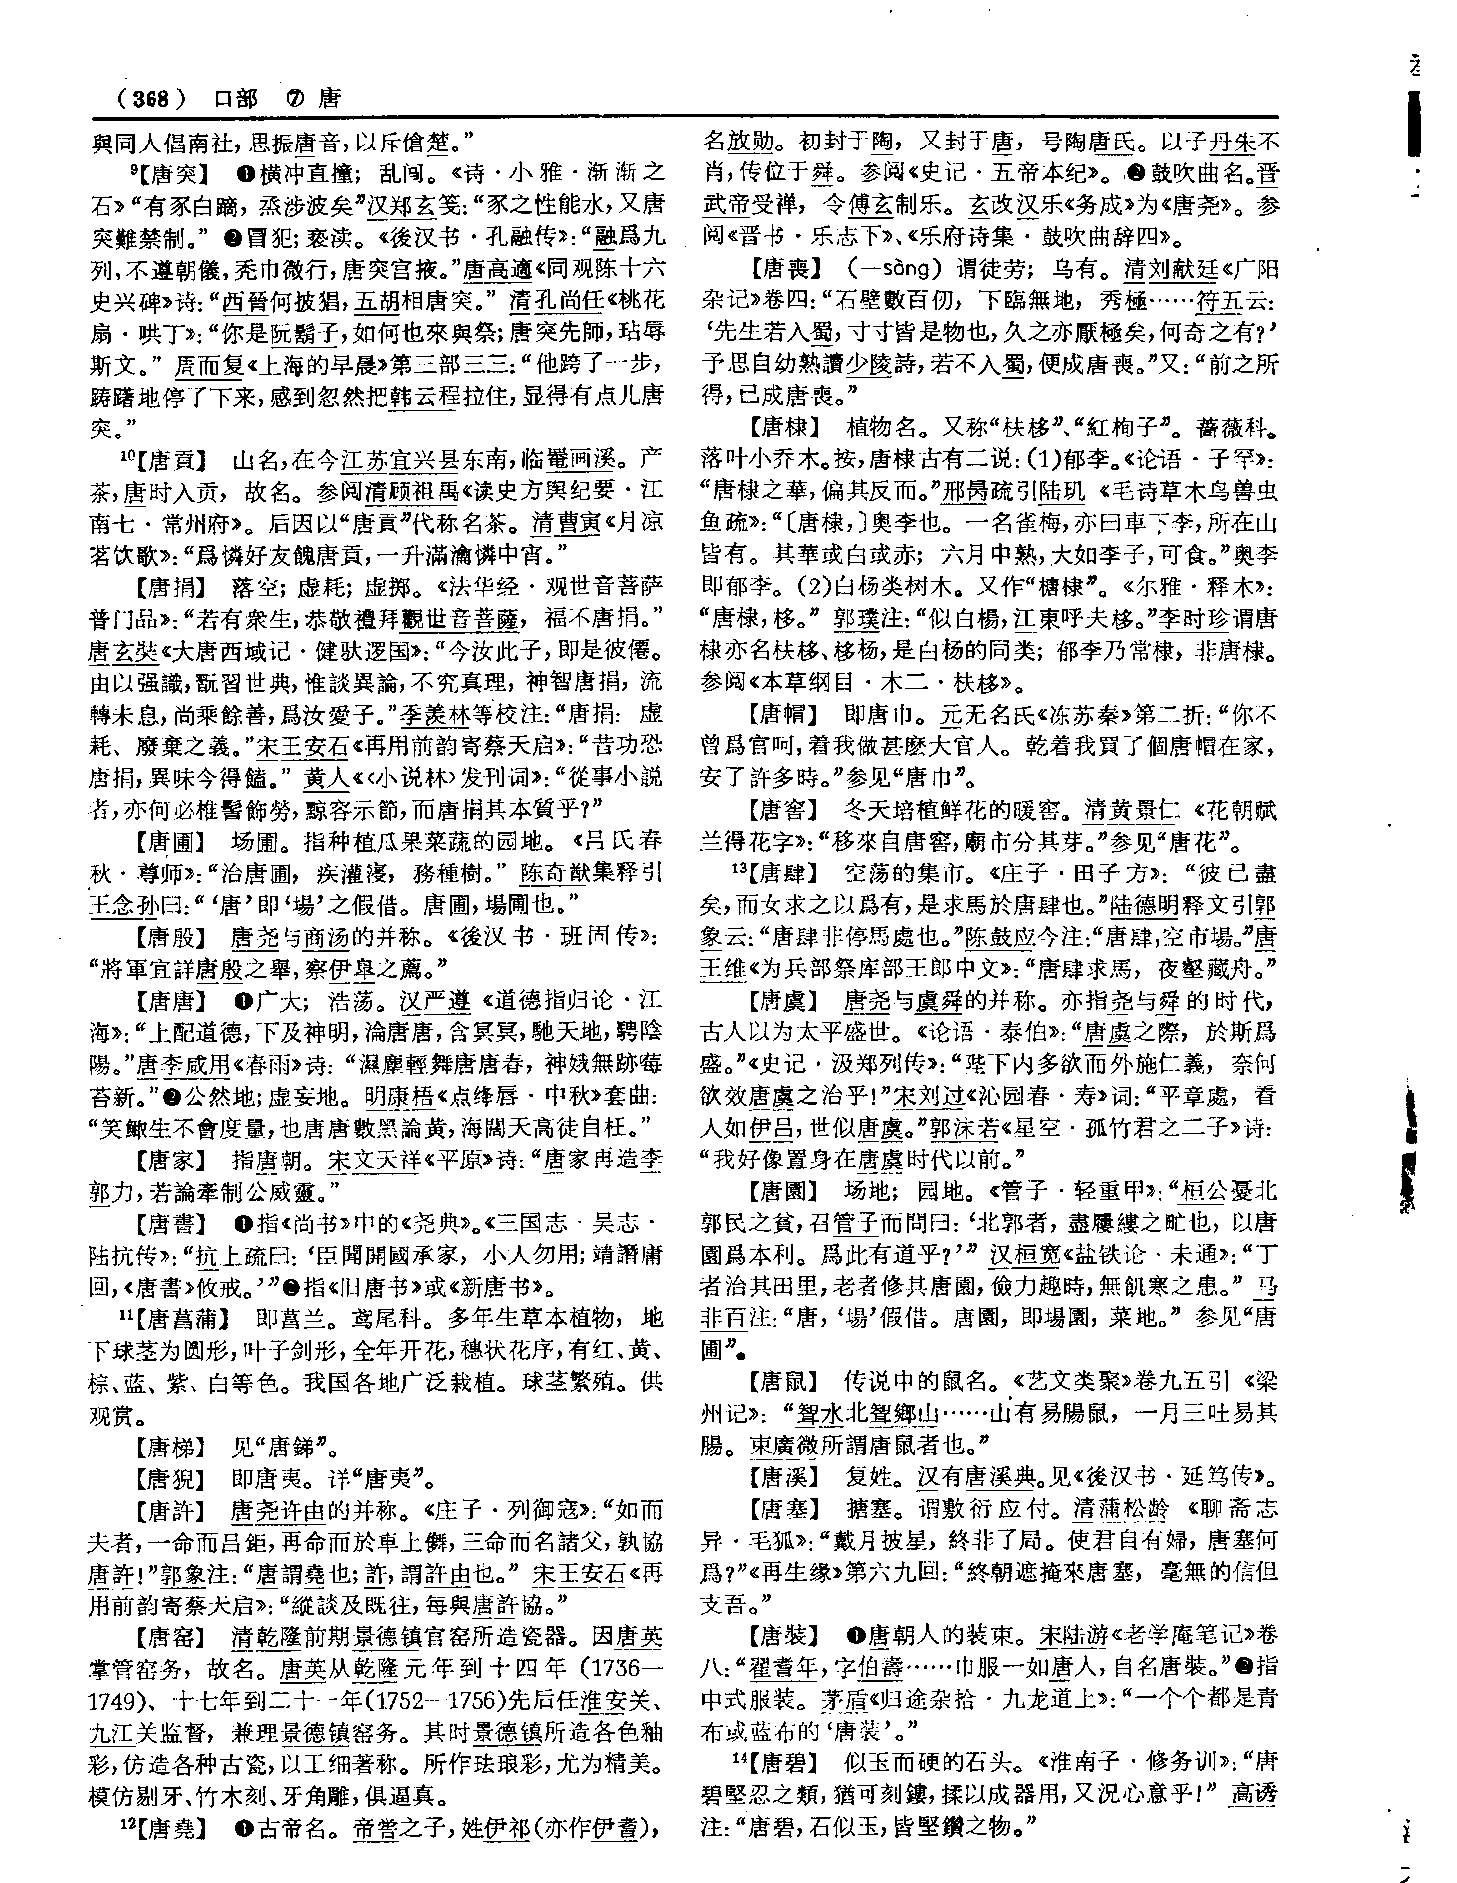 （368） 口部 ⑦ 唐
與同人倡南社，思振唐音，以斥傖楚。”
9【唐突】 ❶横冲直撞；乱闯。《诗·小雅·渐渐之
石》“有豕白蹢，烝涉波矣”汉郑玄笺：“豕之性能水，又唐
突難禁制。” ❷冒犯；亵渎。《後汉书·孔融传》：“融爲九
列，不遵朝儀，秃巾微行，唐突宫掖。”唐高適《同观陈十六
史兴碑》诗：“西晉何披猖，五胡相唐突。” 清孔尚任《桃花
扇·哄丁》：“你是阮鬍子，如何也來與祭；唐突先師，玷辱
斯文。” 周而复《上海的早晨》第三部三三：“他跨了一步，
踌躇地停了下来，感到忽然把韩云程拉住，显得有点儿唐
突。”
10【唐貢】 山名，在今江苏宜兴县东南，临罨画溪。产
茶，唐时入贡，故名。参阅清顾祖禹《读史方舆纪要·江
南七·常州府》。后因以“唐貢”代称名茶。清曹寅《月凉
茗饮歌》：“爲憐好友餽唐貢，一升滿瀹憐中宵。”
【唐捐】 落空；虚耗；虚掷。《法华经·观世音菩萨
普门品》：“若有衆生，恭敬禮拜觀世音菩薩，福不唐捐。”
唐玄奘《大唐西域记·健驮逻国》：“今汝此子，即是彼僊。
由以强識，翫習世典，惟談異論，不究真理，神智唐捐，流
轉未息，尚乘餘善，爲汝愛子。”季羡林等校注：“唐捐：虚
耗、廢棄之義。”宋王安石《再用前韵寄蔡天启》：“昔功恐
唐捐，異味今得饁。” 黄人《〈小说林〉发刊词》：“從事小説
者，亦何必椎髻飾勞，黥容示節，而唐捐其本質乎？”
【唐圃】 场圃。指种植瓜果菜蔬的园地。《吕氏春
秋·尊师》：“治唐圃，疾灌寖，務種樹。” 陈奇猷集释引
王念孙曰：“‘唐’即‘場’之假借。唐圃，場圃也。”
【唐殷】 唐尧与商汤的并称。《後汉书·班固传》：
“將軍宜詳唐殷之舉，察伊皋之薦。”
【唐唐】 ❶广大；浩荡。汉严遵《道德指归论·江
海》：“上配道德，下及神明，淪唐唐，含冥冥，馳天地，騁陰
陽。”唐李咸用《春雨》诗：“濕塵輕舞唐唐春，神娥無跡莓
苔新。”❷公然地；虚妄地。明康梧《点绛唇·中秋》套曲：
“笑鯫生不會度量，也唐唐數黑論黄，海闊天高徒自枉。”
【唐家】 指唐朝。宋文天祥《平原》诗：“唐家再造李
郭力，若論牽制公威靈。”
【唐書】 ❶指《尚书》中的《尧典》。《三国志·吴志·
陆抗传》：“抗上疏曰：‘臣聞開國承家，小人勿用；靖譖庸
回，《唐書》攸戒。’”❷指《旧唐书》或《新唐书》。
11【唐菖蒲】 即菖兰。鸢尾科。多年生草本植物，地
下球茎为圆形，叶子剑形，全年开花，穗状花序，有红、黄、
棕、蓝、紫、白等色。我国各地广泛栽植。球茎繁殖。供
观赏。
【唐梯】 见“唐銻”。
【唐猊】 即唐夷。详“唐夷”。
【唐許】 唐尧许由的并称。《庄子·列御寇》：“如而
夫者，一命而吕鉅，再命而於車上儛，三命而名諸父，孰協
唐許！”郭象注：“唐謂堯也；許，謂許由也。” 宋王安石《再
用前韵寄蔡天启》：“縱談及既往，每與唐許協。”
【唐窑】 清乾隆前期景德镇官窑所造瓷器。因唐英
掌管窑务，故名。唐英从乾隆元年到十四年（1736—
1749）、十七年到二十一年（1752—1756）先后任淮安关、
九江关监督，兼理景德镇窑务。其时景德镇所造各色釉
彩，仿造各种古瓷，以工细著称。所作珐琅彩，尤为精美。
模仿剔牙、竹木刻、牙角雕，俱逼真。
12【唐堯】 ❶古帝名。帝喾之子，姓伊祁（亦作伊耆），
名放勋。初封于陶，又封于唐，号陶唐氏。以子丹朱不
肖，传位于舜。参阅《史记·五帝本纪》。❷鼓吹曲名。晋
武帝受禅，令傅玄制乐。玄改汉乐《务成》为《唐尧》。参
阅《晋书·乐志下》、《乐府诗集·鼓吹曲辞四》。
【唐喪】 （—sàng）谓徒劳；乌有。清刘献廷《广阳
杂记》卷四：“石壁數百仞，下臨無地，秀極……符五云：
‘先生若入蜀，寸寸皆是物也，久之亦厭極矣，何奇之有？’
予思自幼熟讀少陵詩，若不入蜀，便成唐喪。”又：“前之所
得，已成唐喪。”
【唐棣】 植物名。又称“枎栘”、“紅栒子”。蔷薇科。
落叶小乔木。按，唐棣古有二说：(1)郁李。《论语·子罕》：
“唐棣之華，偏其反而。”邢昺疏引陆玑《毛诗草木鸟兽虫
鱼疏》：“〔唐棣，〕奥李也。一名雀梅，亦曰車下李，所在山
皆有。其華或白或赤；六月中熟，大如李子，可食。”奥李
即郁李。(2)白杨类树木。又作“樃棣”。《尔雅·释木》：
“唐棣，栘。” 郭璞注：“似白楊，江東呼夫栘。”李时珍谓唐
棣亦名枎栘、栘杨，是白杨的同类；郁李乃常棣，非唐棣。
参阅《本草纲目·木二·枎栘》。
【唐帽】 即唐巾。元无名氏《冻苏秦》第二折：“你不
曾爲官呵，着我做甚麽大官人。乾着我買了個唐帽在家，
安了許多時。”参见“唐巾”。
【唐窖】 冬天培植鲜花的暖窖。清黄景仁《花朝赋
兰得花字》：“移來自唐窖，廟市分其芽。”参见“唐花”。
13【唐肆】 空荡的集市。《庄子·田子方》：“彼已盡
矣，而女求之以爲有，是求馬於唐肆也。”陆德明释文引郭
象云：“唐肆非停馬處也。”陈鼓应今注：“唐肆，空市場。”唐
王维《为兵部祭库部王郎中文》：“唐肆求馬，夜壑藏舟。”
【唐虞】 唐尧与虞舜的并称。亦指尧与舜的时代，
古人以为太平盛世。《论语·泰伯》：“唐虞之際，於斯爲
盛。”《史记·汲郑列传》：“陛下内多欲而外施仁義，奈何
欲效唐虞之治乎！”宋刘过《沁园春·寿》词：“平章處，看
人如伊吕，世似唐虞。”郭沫若《星空·孤竹君之二子》诗：
“我好像置身在唐虞时代以前。”
【唐園】 场地；园地。《管子·轻重甲》：“桓公憂北
郭民之貧，召管子而問曰：‘北郭者，盡屨縷之甿也，以唐
園爲本利。爲此有道乎？’” 汉桓宽《盐铁论·未通》：“丁
者治其田里，老者修其唐園，儉力趣時，無飢寒之患。” 马
非百注：“唐，‘場’假借。唐園，即場園，菜地。” 参见“唐
圃”。
【唐鼠】 传说中的鼠名。《艺文类聚》卷九五引《梁
州记》：“聟水北聟鄉山……山有易腸鼠，一月三吐易其
腸。束廣微所謂唐鼠者也。”
【唐溪】 复姓。汉有唐溪典。见《後汉书·延笃传》。
【唐塞】 搪塞。谓敷衍应付。清蒲松龄《聊斋志
异·毛狐》：“戴月披星，終非了局。使君自有婦，唐塞何
爲？”《再生缘》第六九回：“終朝遮掩來唐塞，毫無的信但
支吾。”
【唐裝】 ❶唐朝人的装束。宋陆游《老学庵笔记》卷
八：“翟耆年，字伯壽……巾服一如唐人，自名唐裝。”❷指
中式服装。茅盾《归途杂拾·九龙道上》：“一个个都是青
布或蓝布的‘唐装’。”
14【唐碧】 似玉而硬的石头。《淮南子·修务训》：“唐
碧堅忍之類，猶可刻鏤，揉以成器用，又況心意乎！” 高诱
注：“唐碧，石似玉，皆堅鑽之物。”